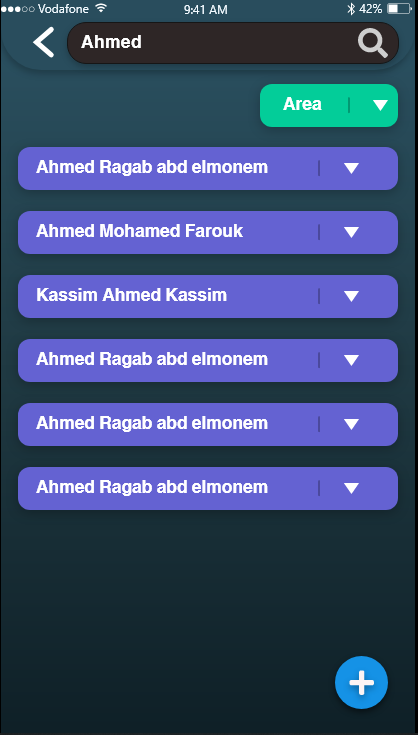 Vodafone 9:41 AM 42%
Ahmed
Area
Ahmed Ragab abd elmonem
Ahmed Mohamed Farouk
Kassim Ahmed Kassim
Ahmed Ragab abd elmonem
Ahmed Ragab abd elmonem
Ahmed Ragab abd elmonem